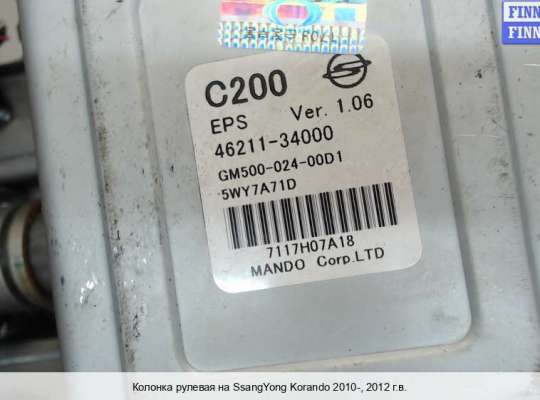 FINN
FINN
C200
EPS Ver. 1.06
46211-34000
GM500-024-00D1
5WY7A71D
7117H07A18
MANDO Corp.LTD
Колонка рулевая на SsangYong Korando 2010-, 2012 г.в.